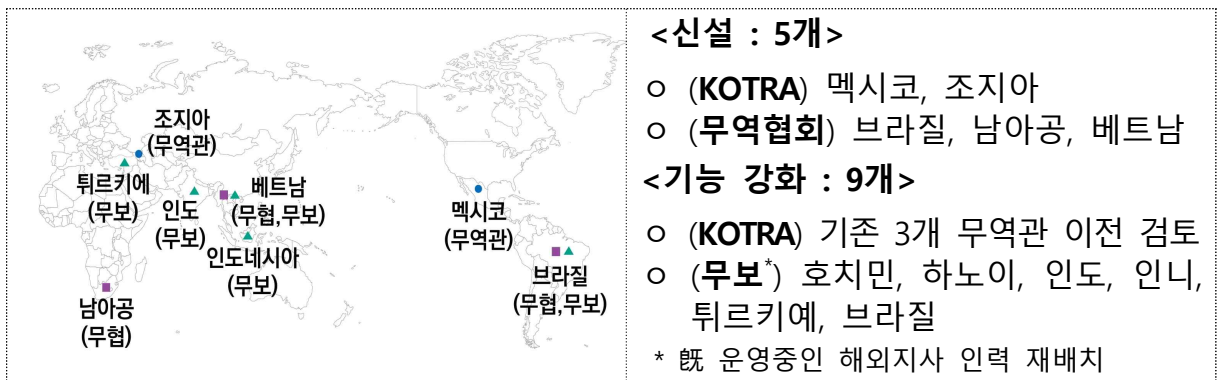 조지아
(무역관)
튀르키에
(무보)
인도
(무보)
베트남
(무협,무보)
인도네시아
(무보)
남아공
(무협)
멕시코
(무역관)
브라질
(무협,무보)
<신설 : 5개>
ㅇ (KOTRA) 멕시코, 조지아
ㅇ (무역협회) 브라질, 남아공, 베트남
<기능 강화 : 9개>
ㅇ (KOTRA) 기존 3개 무역관 이전 검토
ㅇ (무보*) 호치민, 하노이, 인도, 인니,
튀르키예, 브라질
* 旣 운영중인 해외지사 인력 재배치